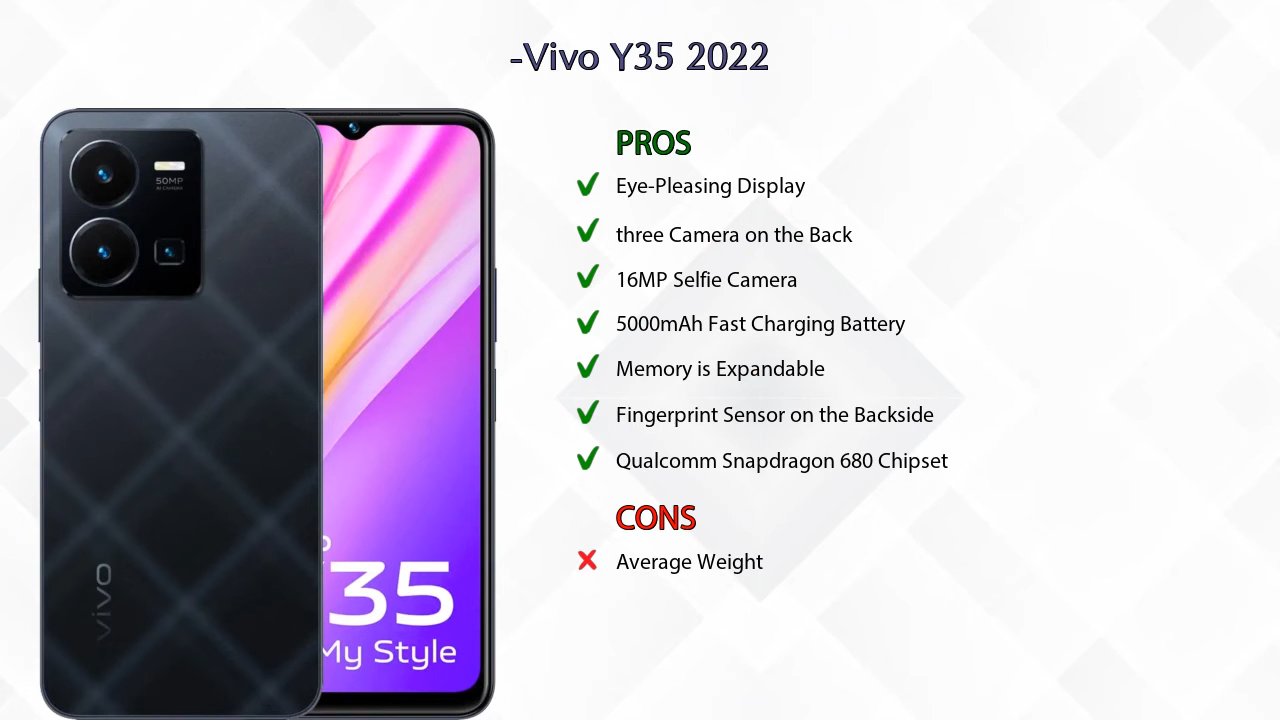 -Vivo Y35 2022
50MP
AI CAMERA
vivo
35
My Style
PROS
Eye-Pleasing Display
three Camera on the Back
16MP Selfie Camera
5000mAh Fast Charging Battery
Memory is Expandable
Fingerprint Sensor on the Backside
Qualcomm Snapdragon 680 Chipset
CONS
Average Weight